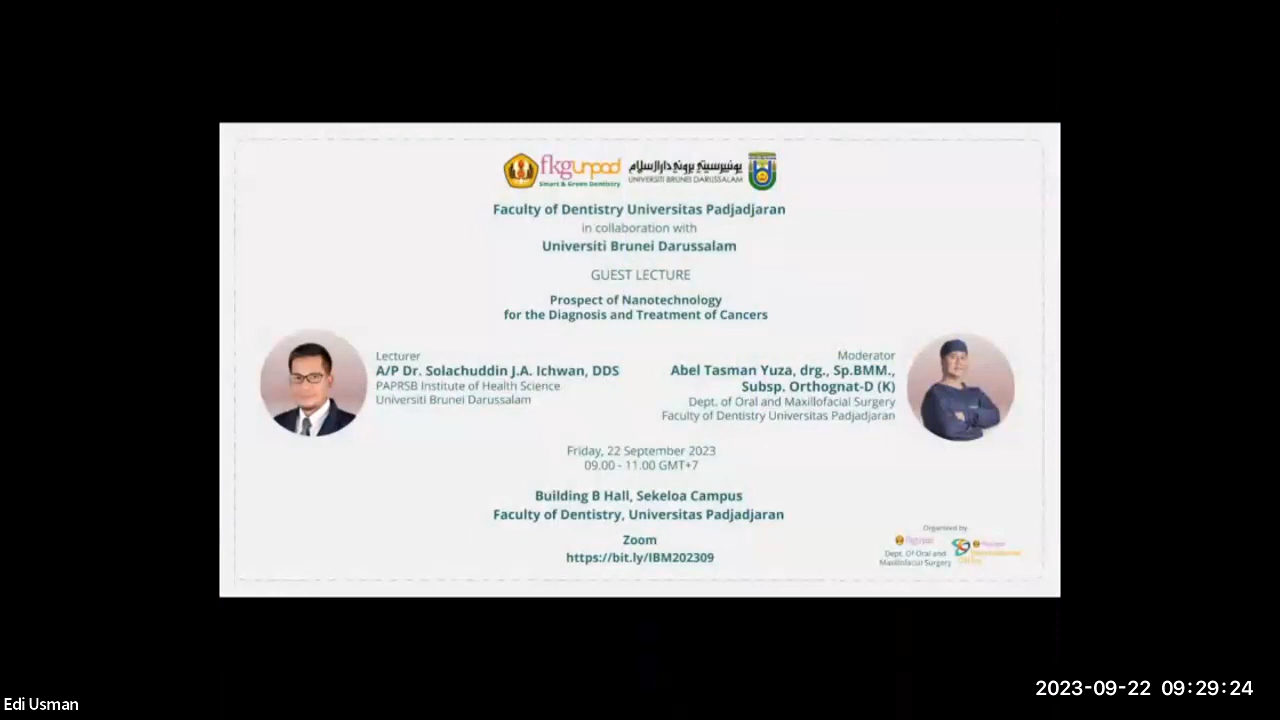 fkgunpad
Smart & Green Dentistry
يونيبرسيتي بروني دارالسلام
UNIVERSITI BRUNEI DARUSSALAM
Faculty of Dentistry Universitas Padjadjaran
in collaboration with
Universiti Brunei Darussalam
GUEST LECTURE
Prospect of Nanotechnology
for the Diagnosis and Treatment of Cancers
Lecturer
A/P Dr. Solachuddin J.A. Ichwan, DDS
PAPRSB Institute of Health Science
Universiti Brunei Darussalam
Moderator
Abel Tasman Yuza, drg., Sp.BMM.,
Subsp. Orthognat-D (K)
Dept. of Oral and Maxillofacial Surgery
Faculty of Dentistry Universitas Padjadjaran
Friday, 22 September 2023
09.00 - 11.00 GMT+7
Building B Hall, Sekeloa Campus
Faculty of Dentistry, Universitas Padjadjaran
Zoom
https://bit.ly/IBM202309
Organized by
fkgunpad
Dept. Of Oral and
Maxillofacial Surgery
Edi Usman
2023-09-22 09:29:24